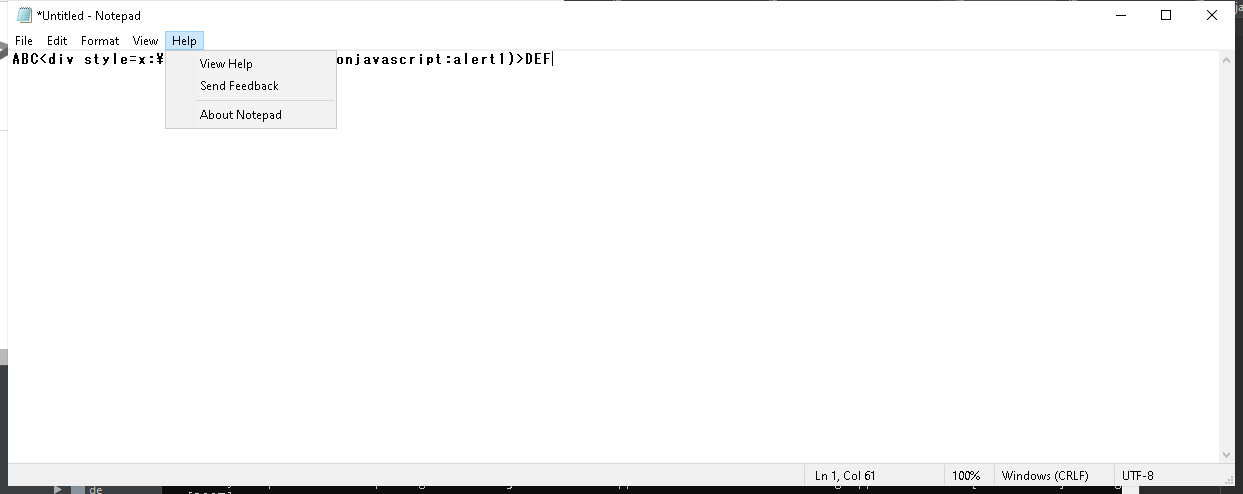 *Untitled - Notepad
File Edit Format View Help
ABC<div style=x:¥ onjavascript:alert1)>DEF
View Help
Send Feedback
About Notepad
Ln 1, Col 61 100% Windows (CRLF) UTF-8
de